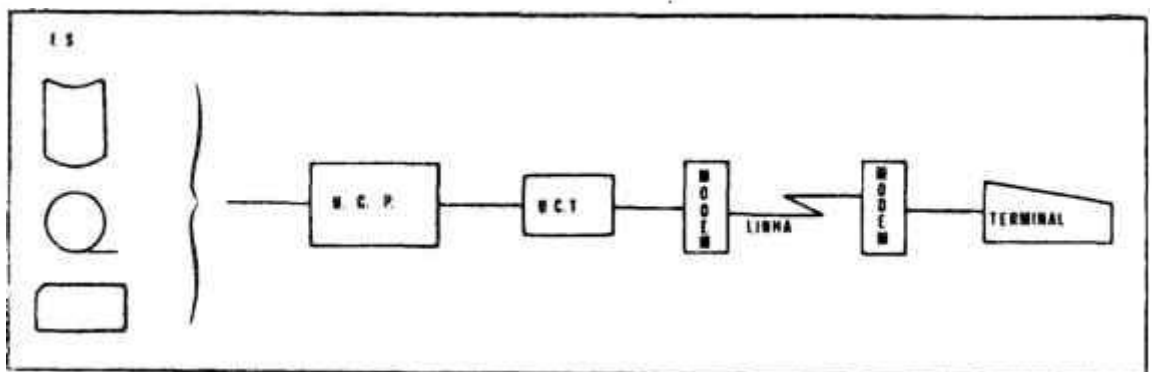 E S
U. C. P.
U.C.T
MODEM
LINHA
MODEM
TERMINAL